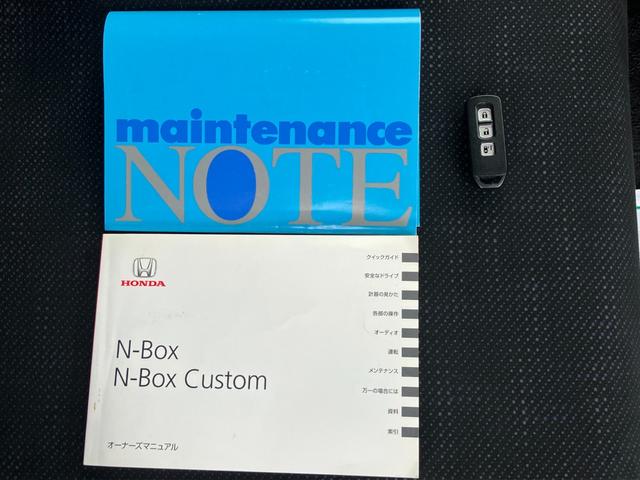 maintenance
NOTE
HONDA
N-Box
N-Box Custom
オーナーズマニュアル
クイックガイド
安全なドライブ
計器の見かた
各部の操作
オーディオ
運転
メンテナンス
万一の場合には
資料
索引